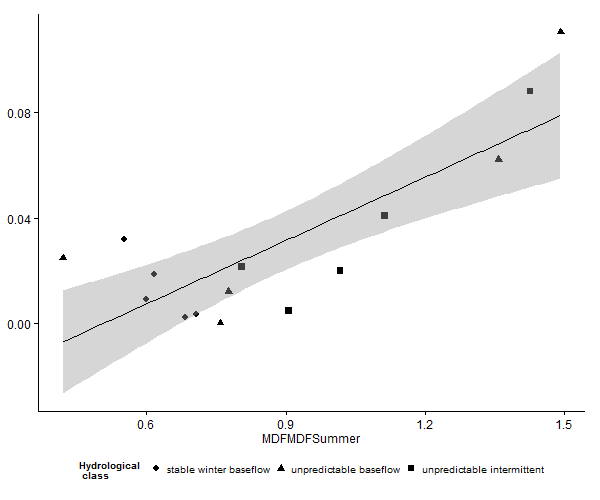 0.08
0.04
0.00
0.6 0.9 1.2 1.5
MDFMDFSummer
Hydrological class stable winter baseflow unpredictable baseflow unpredictable intermittent